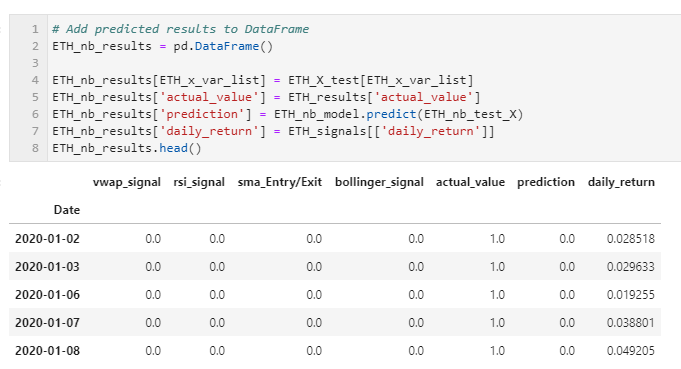 1 # Add predicted results to DataFrame
2 ETH_nb_results = pd.DataFrame()
3
4 ETH_nb_results[ETH_x_var_list] = ETH_X_test[ETH_x_var_list]
5 ETH_nb_results['actual_value'] = ETH_results['actual_value']
6 ETH_nb_results['prediction'] = ETH_nb_model.predict(ETH_nb_test_X)
7 ETH_nb_results['daily_return'] = ETH_signals[['daily_return']]
8 ETH_nb_results.head()
vwap_signal rsi_signal sma_Entry/Exit bollinger_signal actual_value prediction daily_return
Date
2020-01-02 0.0 0.0 0.0 0.0 1.0 0.0 0.028518
2020-01-03 0.0 0.0 0.0 0.0 1.0 0.0 0.029633
2020-01-06 0.0 0.0 0.0 0.0 1.0 0.0 0.019255
2020-01-07 0.0 0.0 0.0 0.0 1.0 0.0 0.038801
2020-01-08 0.0 0.0 0.0 0.0 1.0 0.0 0.049205